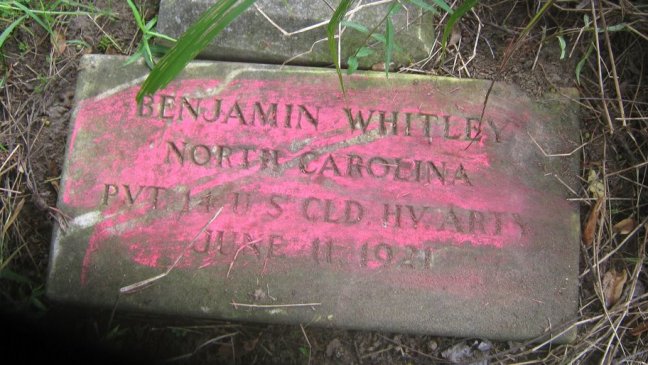 BENJAMIN WHITLEY
NORTH CAROLINA
PVT 14 U S CLD HV. ARTY
JUNE 11 1921